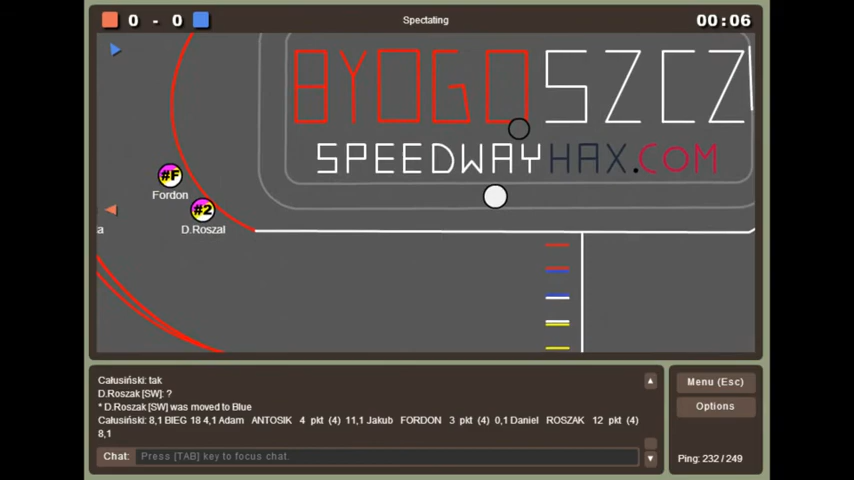 0 - 0
Spectating
00:06
BYDGOSZCZ
SPEEDWAYHAX.COM
#F
Fordon
#2
D.Roszal
a
Całusiński: tak
D.Roszak [SW]: ?
* D.Roszak [SW] was moved to Blue
Całusiński: 8,1 BIEG 18 4,1 Adam ANTOSIK 4 pkt (4) 11,1 Jakub FORDON 3 pkt (4) 0,1 Daniel ROSZAK 12 pkt (4)
8,1
Chat:
Press [TAB] key to focus chat.
Menu (Esc)
Options
Ping: 232 / 249